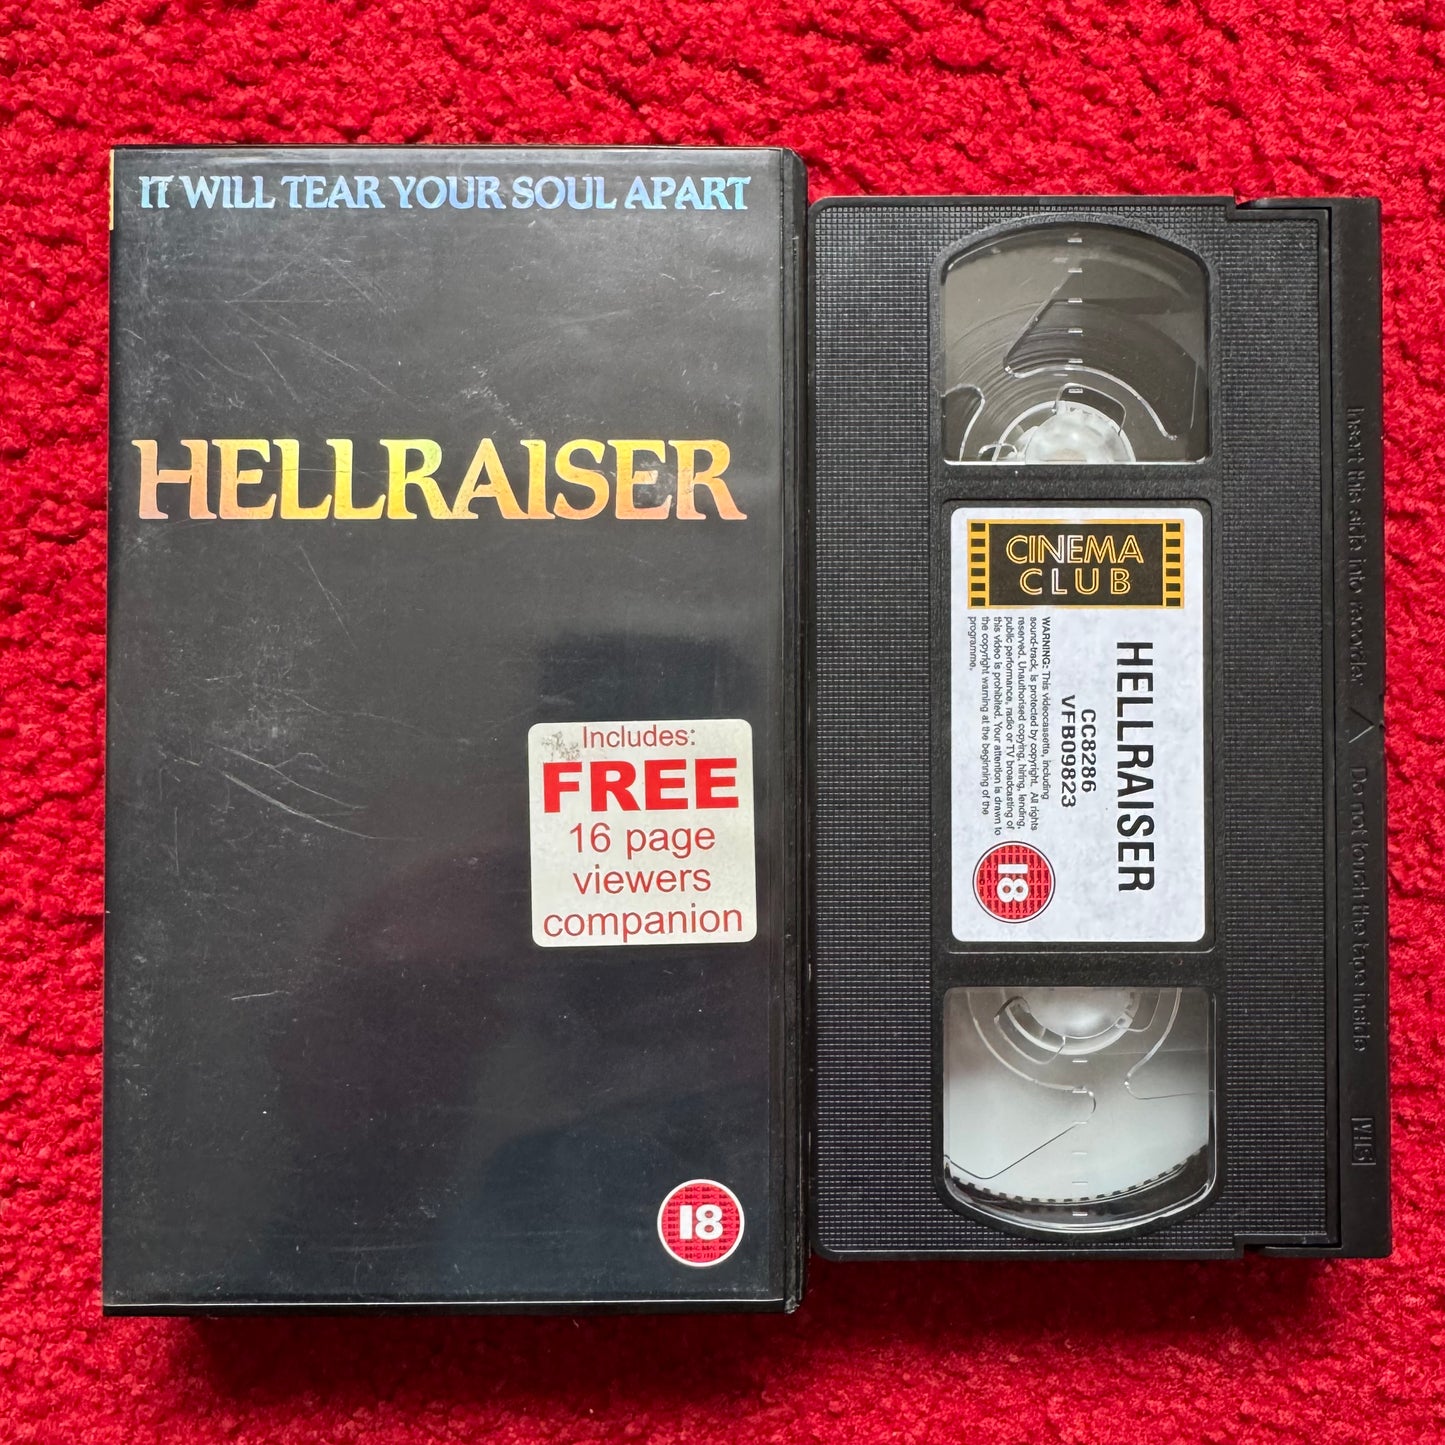 IT WILL TEAR YOUR SOUL APART
HELLRAISER
Includes:
FREE
16 page
viewers
companion
18
CINEMA
CLUB
HELLRAISER
CC8286
VFB09823
WARNING: This videocassette, including
sound-track, is protected by copyright. All rights
reserved. Unauthorised copying, hiring, lending,
public performance, radio or TV broadcasting of
this video is prohibited. Your attention is drawn to
the copyright warning at the beginning of the
programme.
18
Insert this side into recorder
Do not touch the tape inside
VHS